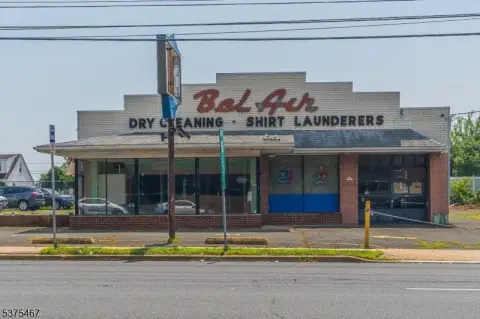 Bel Air
DRY CLEANING · SHIRT LAUNDERERS
5375467